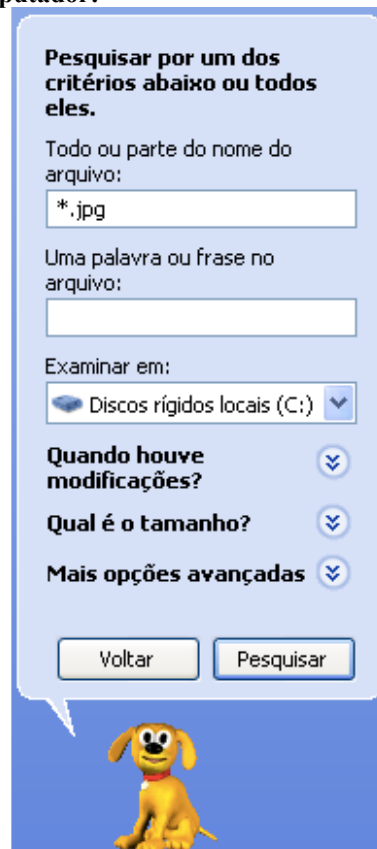 Pesquisar por um dos
critérios abaixo ou todos
eles.
Todo ou parte do nome do
arquivo:
*.jpg
Uma palavra ou frase no
arquivo:
Examinar em:
Discos rígidos locais (C:)
Quando houve
modificações?
Qual é o tamanho?
Mais opções avançadas
Voltar Pesquisar